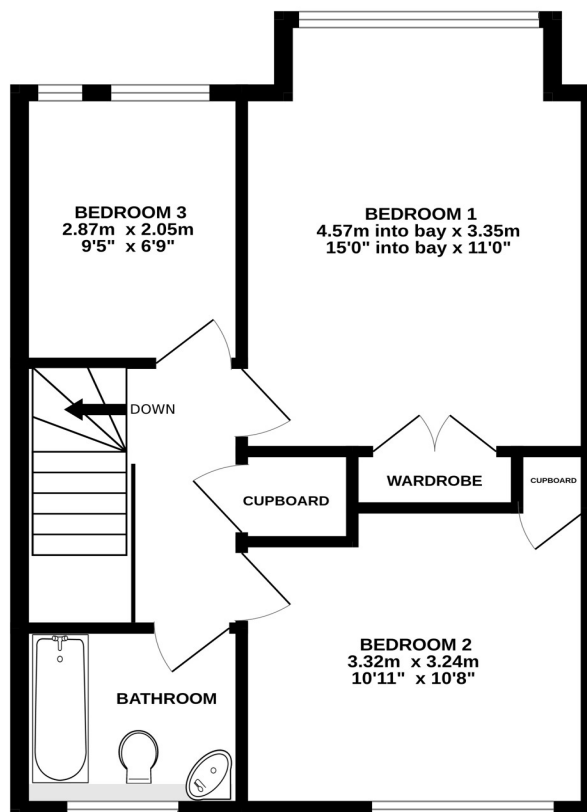 BEDROOM 3
2.87m x 2.05m
9'5" x 6'9"
BEDROOM 1
4.57m into bay x 3.35m
15'0" into bay x 11'0"
DOWN
WARDROBE
CUPBOARD
CUPBOARD
BEDROOM 2
3.32m x 3.24m
10'11" x 10'8"
BATHROOM